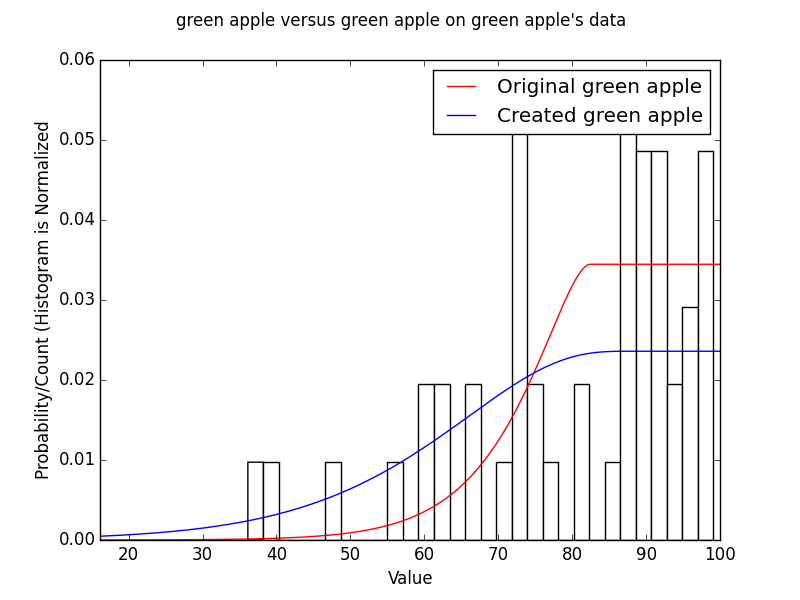 green apple versus green apple on green apple's data
0.06
0.05
0.04
0.03
0.02
0.01
0.00
Probability/Count (Histogram is Normalized
Original green apple
Created green apple
20 30 40 50 60 70 80 90 100
Value